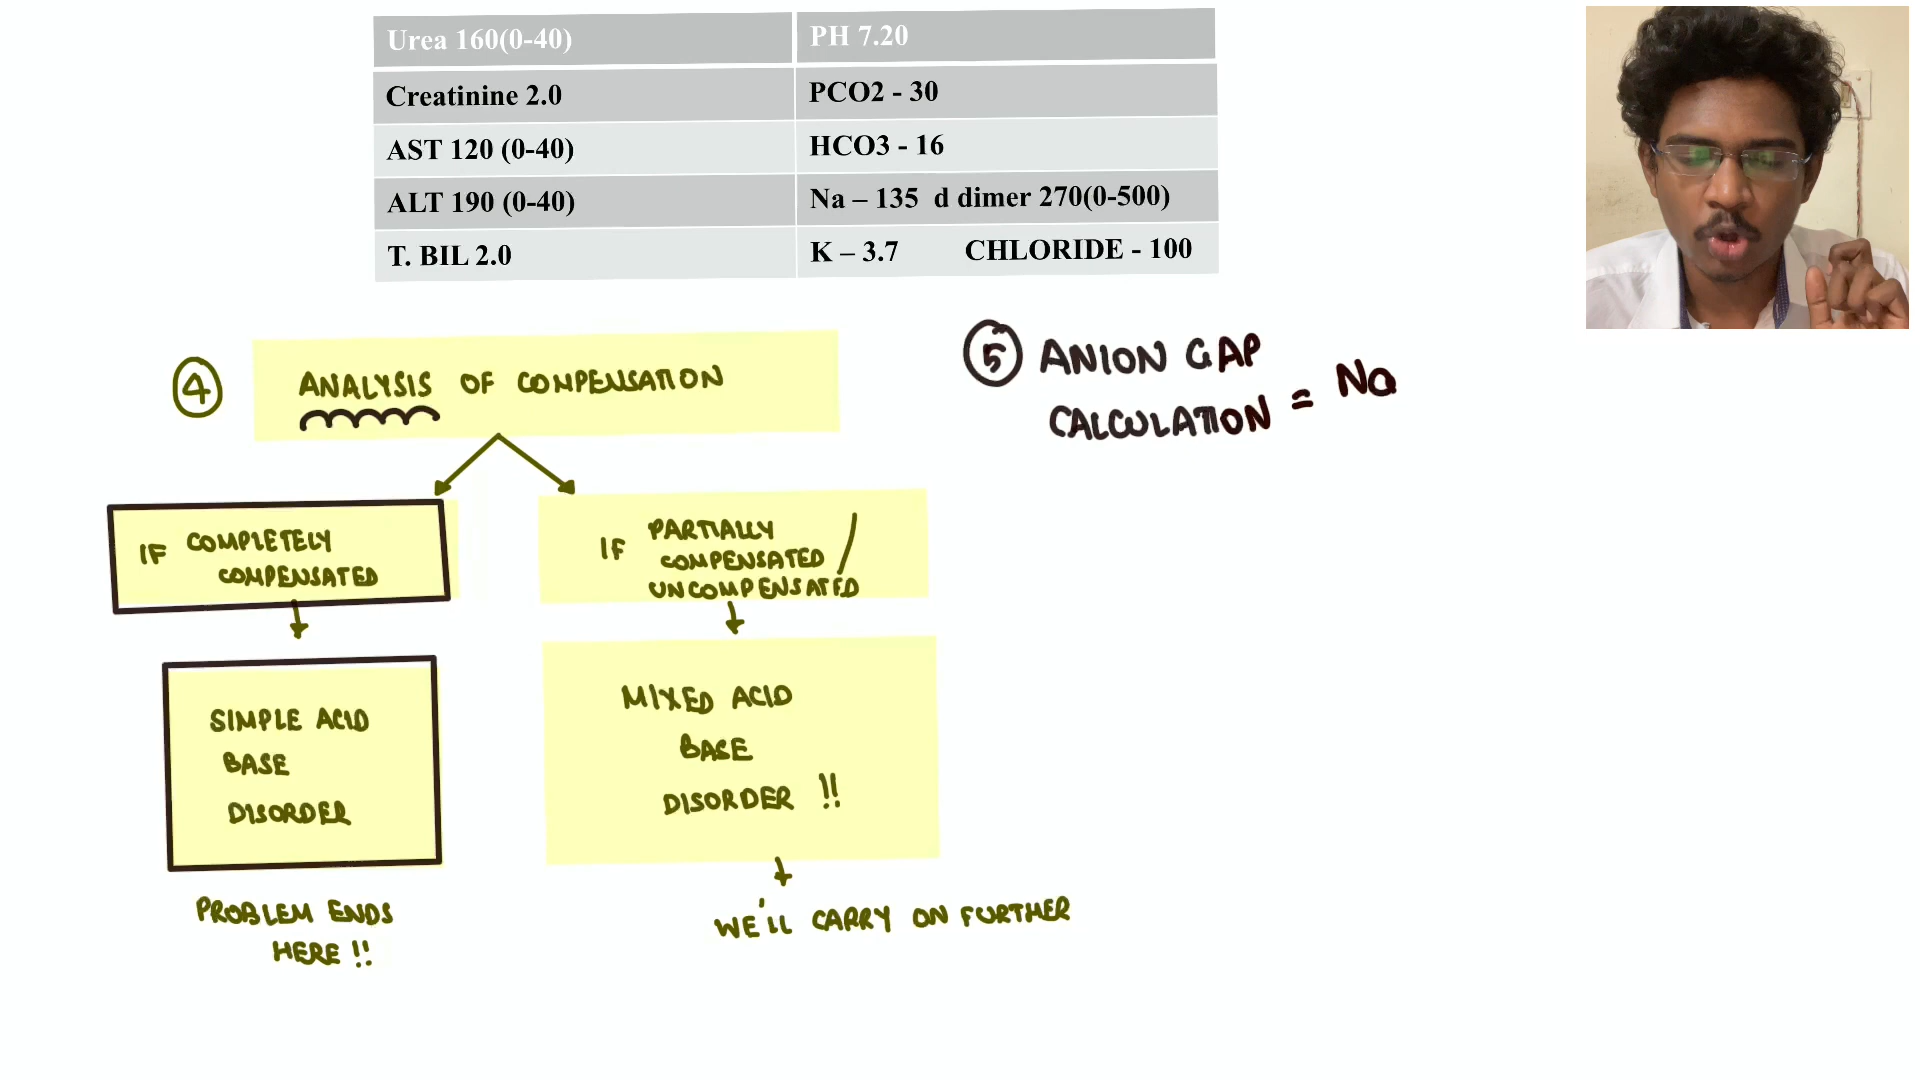 Urea 160(0-40)
PH 7.20
Creatinine 2.0
PCO2 - 30
AST 120 (0-40)
HCO3 - 16
ALT 190 (0-40)
Na – 135 d dimer 270(0-500)
T. BIL 2.0
K – 3.7 CHLORIDE - 100
4 ANALYSIS OF COMPENSATION
IF COMPLETELY
COMPENSATED
IF PARTIALLY
COMPENSATED /
UNCOMPENSATED
SIMPLE ACID
BASE
DISORDER
MIXED ACID
BASE
DISORDER !!
PROBLEM ENDS
HERE !!
WE'LL CARRY ON FURTHER
5 ANION GAP
CALCULATION = Na